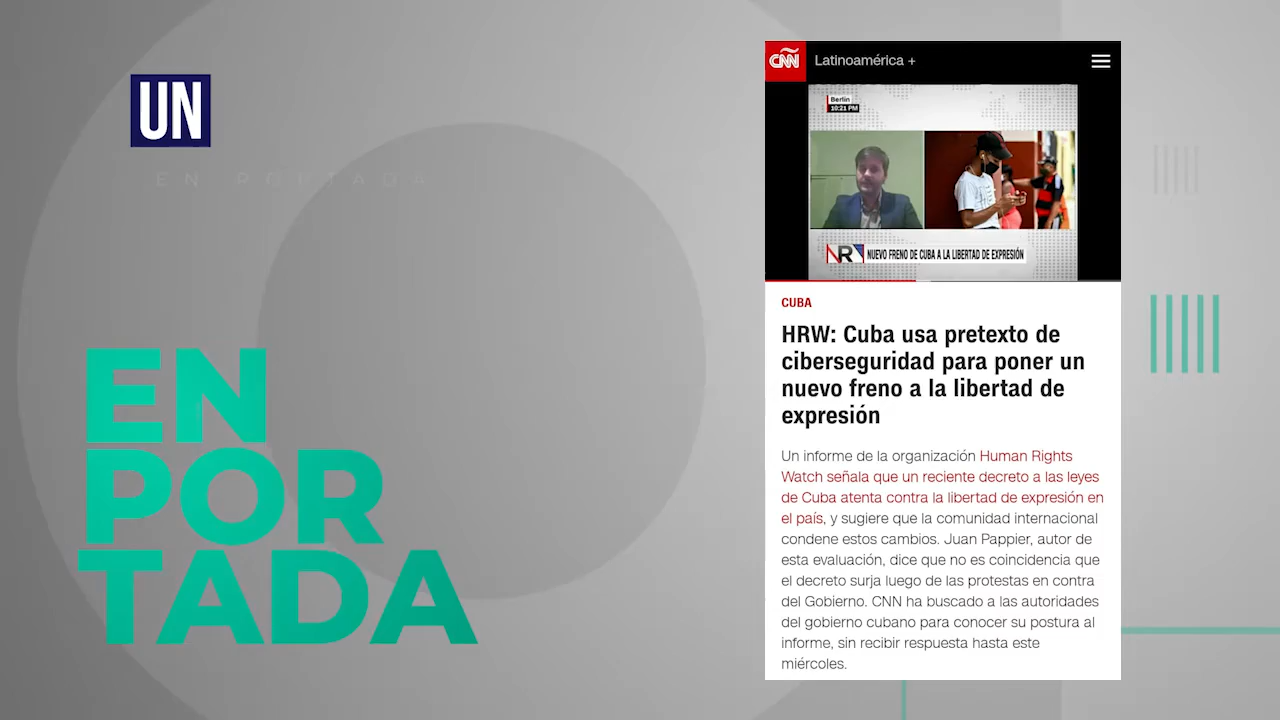 UN
EN PORTADA
EN
POR
TADA
CNN
Latinoamérica +
Berlín
10:21 PM
NR
NUEVO FRENO DE CUBA A LA LIBERTAD DE EXPRESIÓN
CUBA
HRW: Cuba usa pretexto de
ciberseguridad para poner un
nuevo freno a la libertad de
expresión
Un informe de la organización Human Rights
Watch señala que un reciente decreto a las leyes
de Cuba atenta contra la libertad de expresión en
el país, y sugiere que la comunidad internacional
condene estos cambios. Juan Pappier, autor de
esta evaluación, dice que no es coincidencia que
el decreto surja luego de las protestas en contra
del Gobierno. CNN ha buscado a las autoridades
del gobierno cubano para conocer su postura al
informe, sin recibir respuesta hasta este
miércoles.